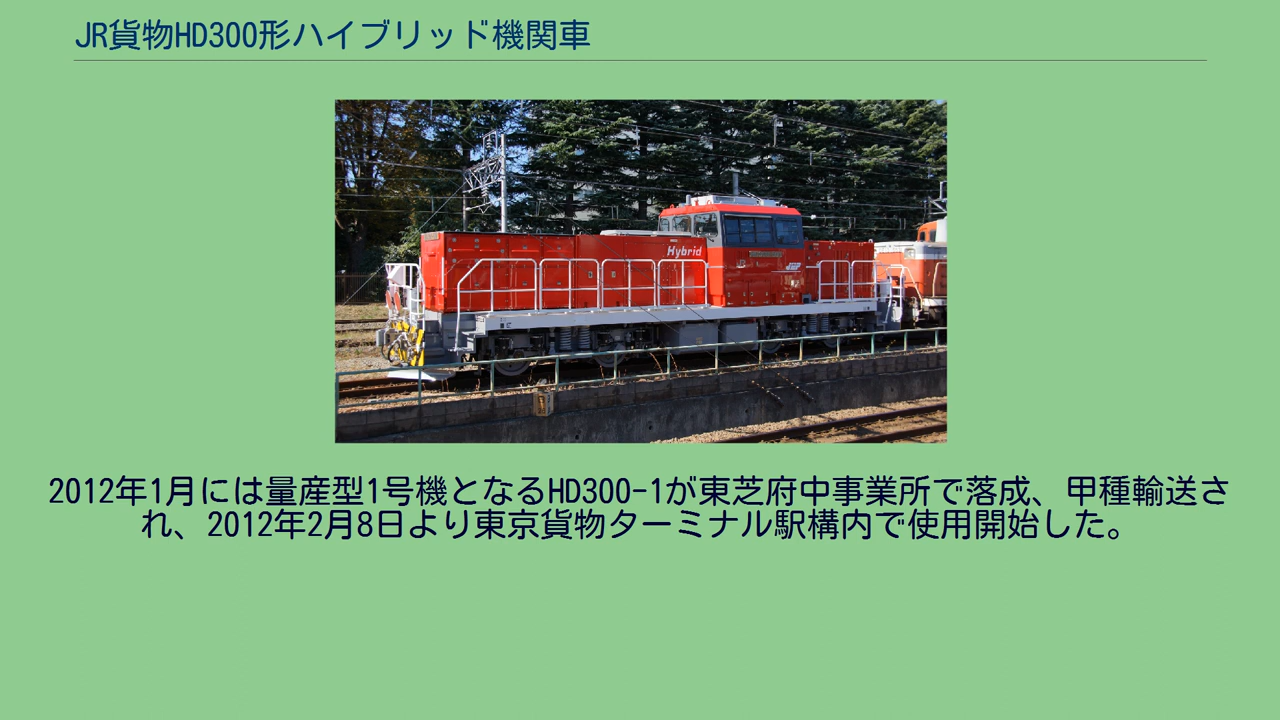 JR貨物HD300形ハイブリッド機関車
Hybrid
2012年1月には量産型1号機となるHD300-1が東芝府中事業所で落成、甲種輸送さ
れ、2012年2月8日より東京貨物ターミナル駅構内で使用開始した。